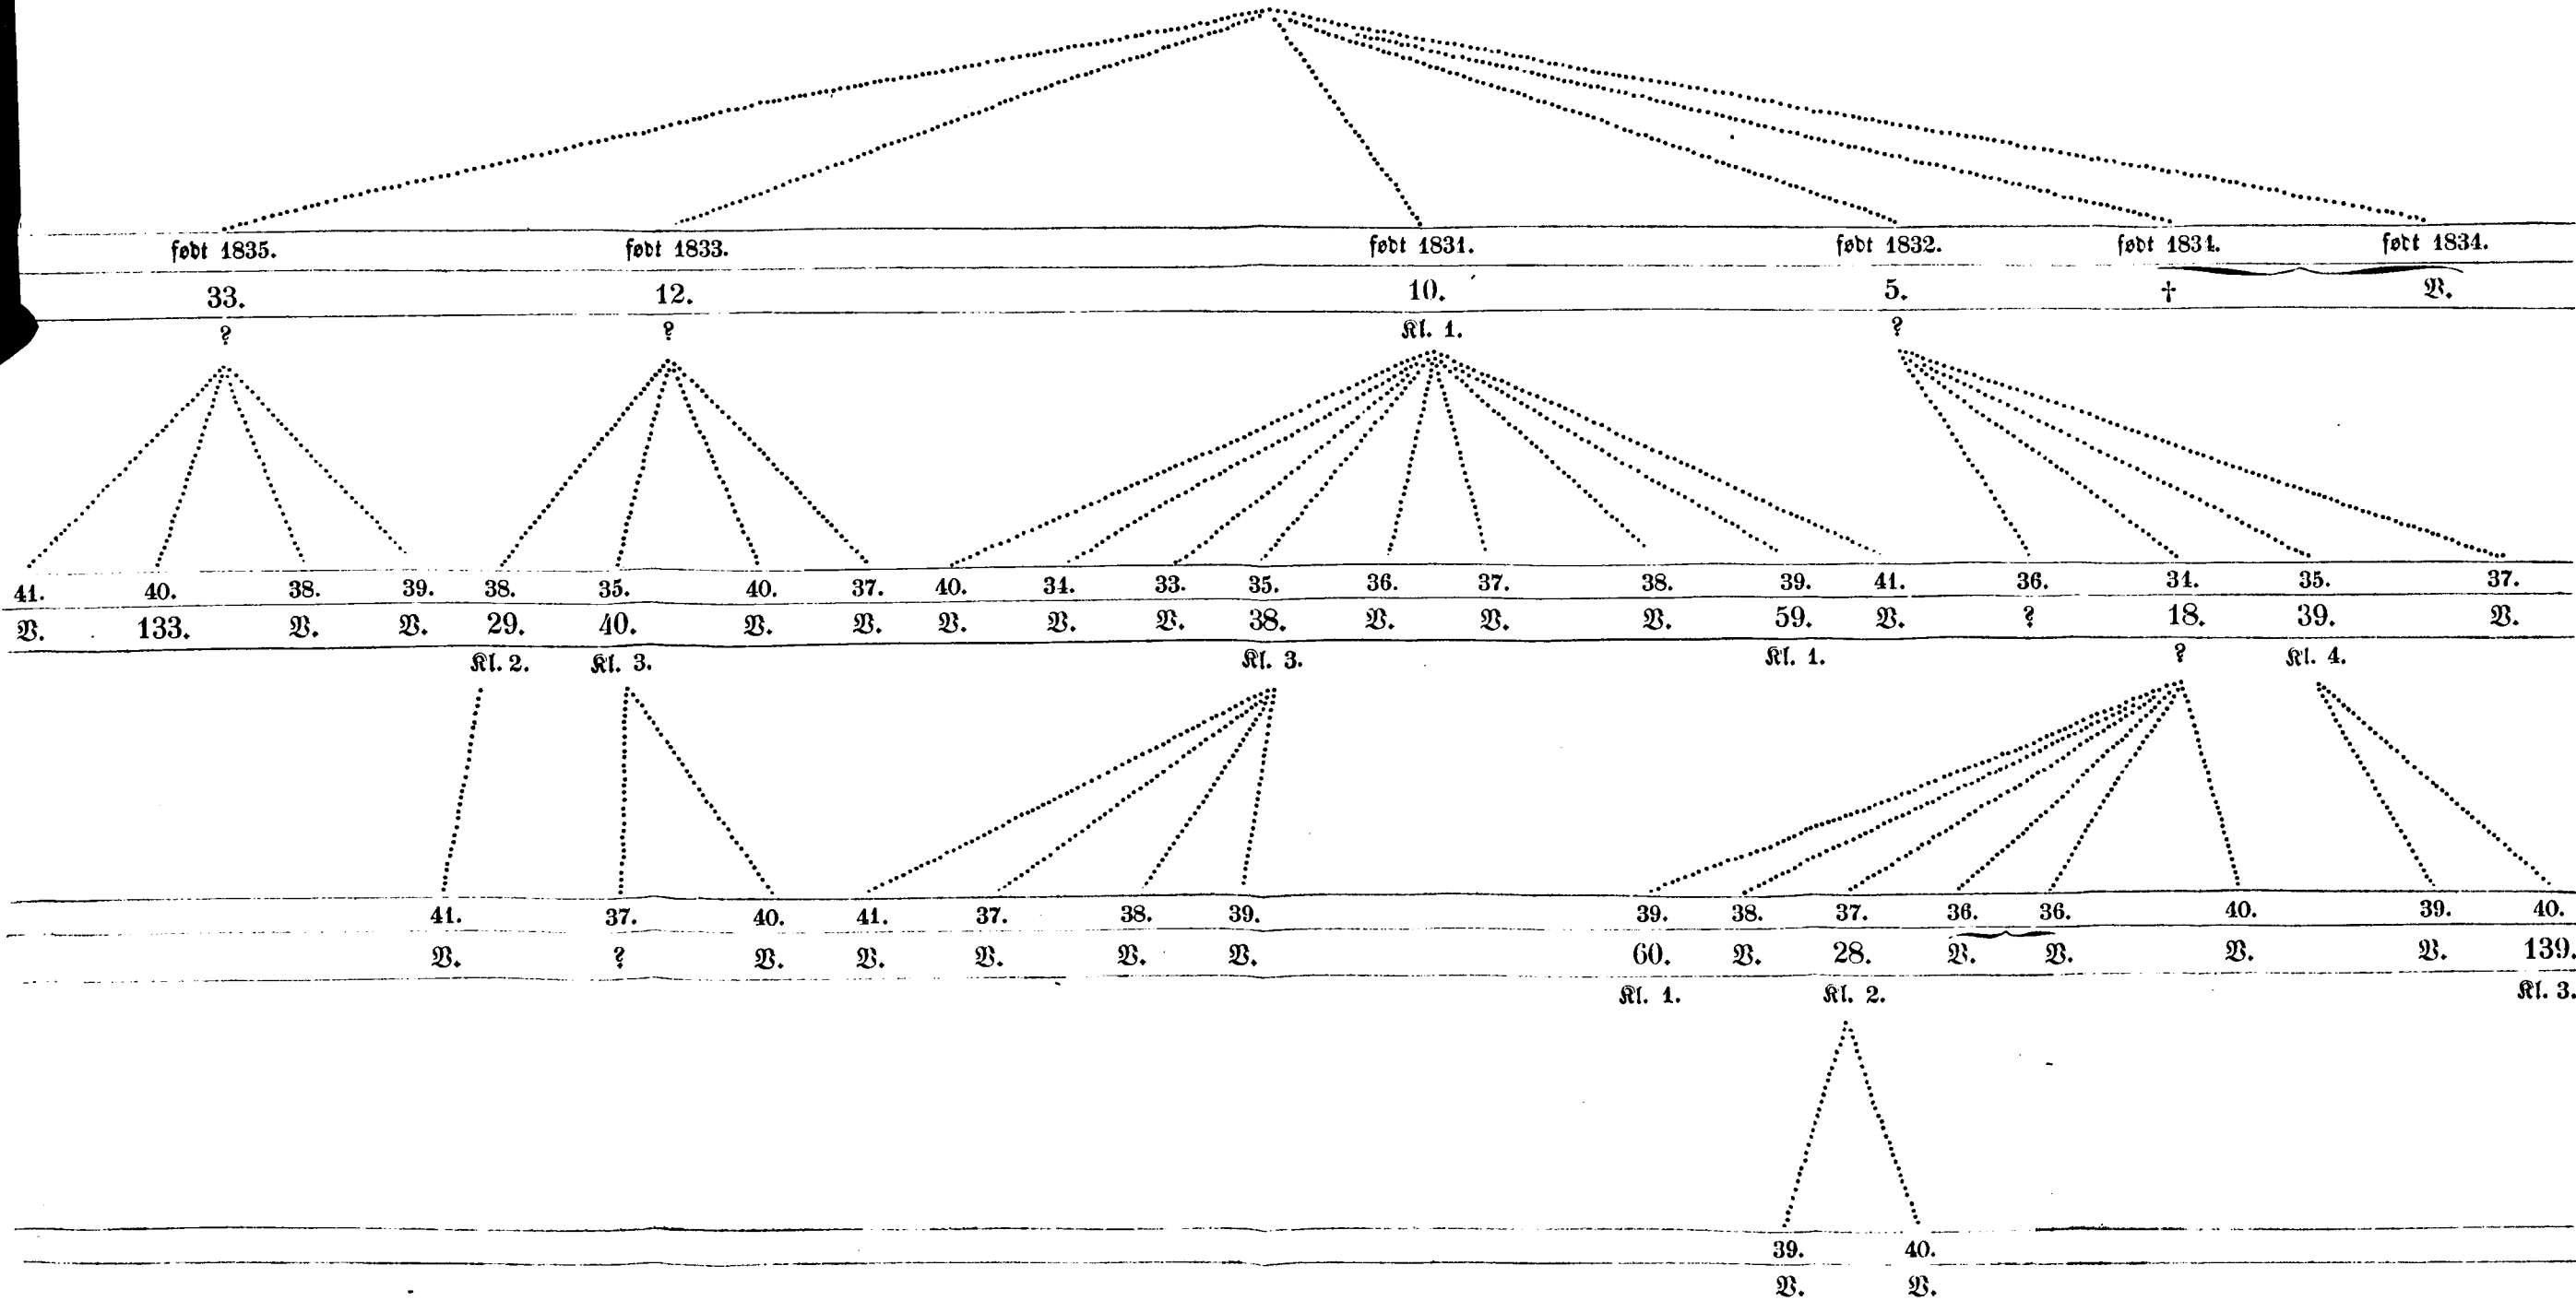 født 1835. født 1833. født 1831. født 1832. født 1834. født 1834.
33. 12. 10. 5. † V.
? ? Kl. 1. ?
41. 40. 38. 39. 38. 35. 40. 37. 40. 34. 33. 35. 36. 37. 38. 39. 41. 36. 34. 35. 37.
V. 133. V. V. 29. 40. V. V. V. V. V. 38. V. V. V. 59. V. ? 18. 39. V.
Kl. 2. Kl. 3. Kl. 3. Kl. 1. ? Kl. 4.
41. 37. 40. 41. 37. 38. 39. 39. 38. 37. 36. 36. 40. 39. 40.
V. ? V. V. V. V. V. 60. V. 28. V. V. V. V. 139.
Kl. 1. Kl. 2. Kl. 3.
39. 40.
V. V.